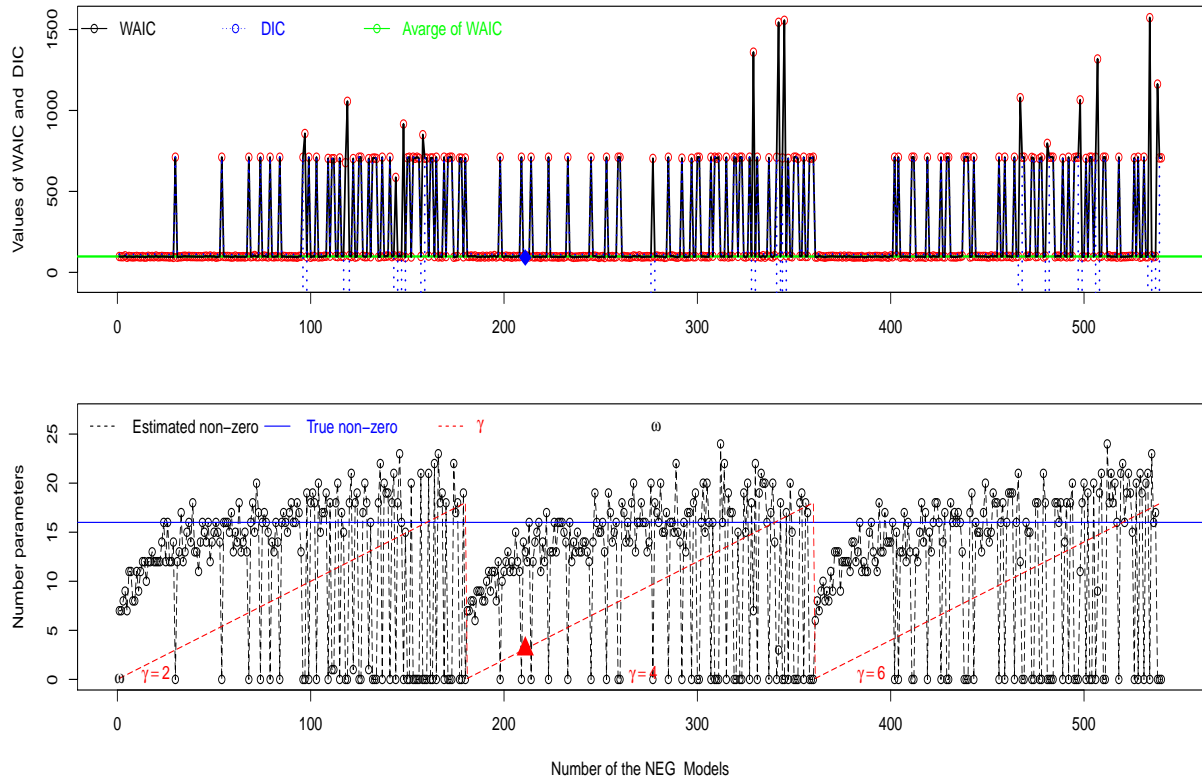 WAIC DIC Avarge of WAIC
Values of WAIC and DIC
1500
1000
500
0
0 100 200 300 400 500
Estimated non-zero True non-zero γ ω
Number parameters
25
20
15
10
5
0
γ = 2 γ = 4 γ = 6
0 100 200 300 400 500
Number of the NEG Models